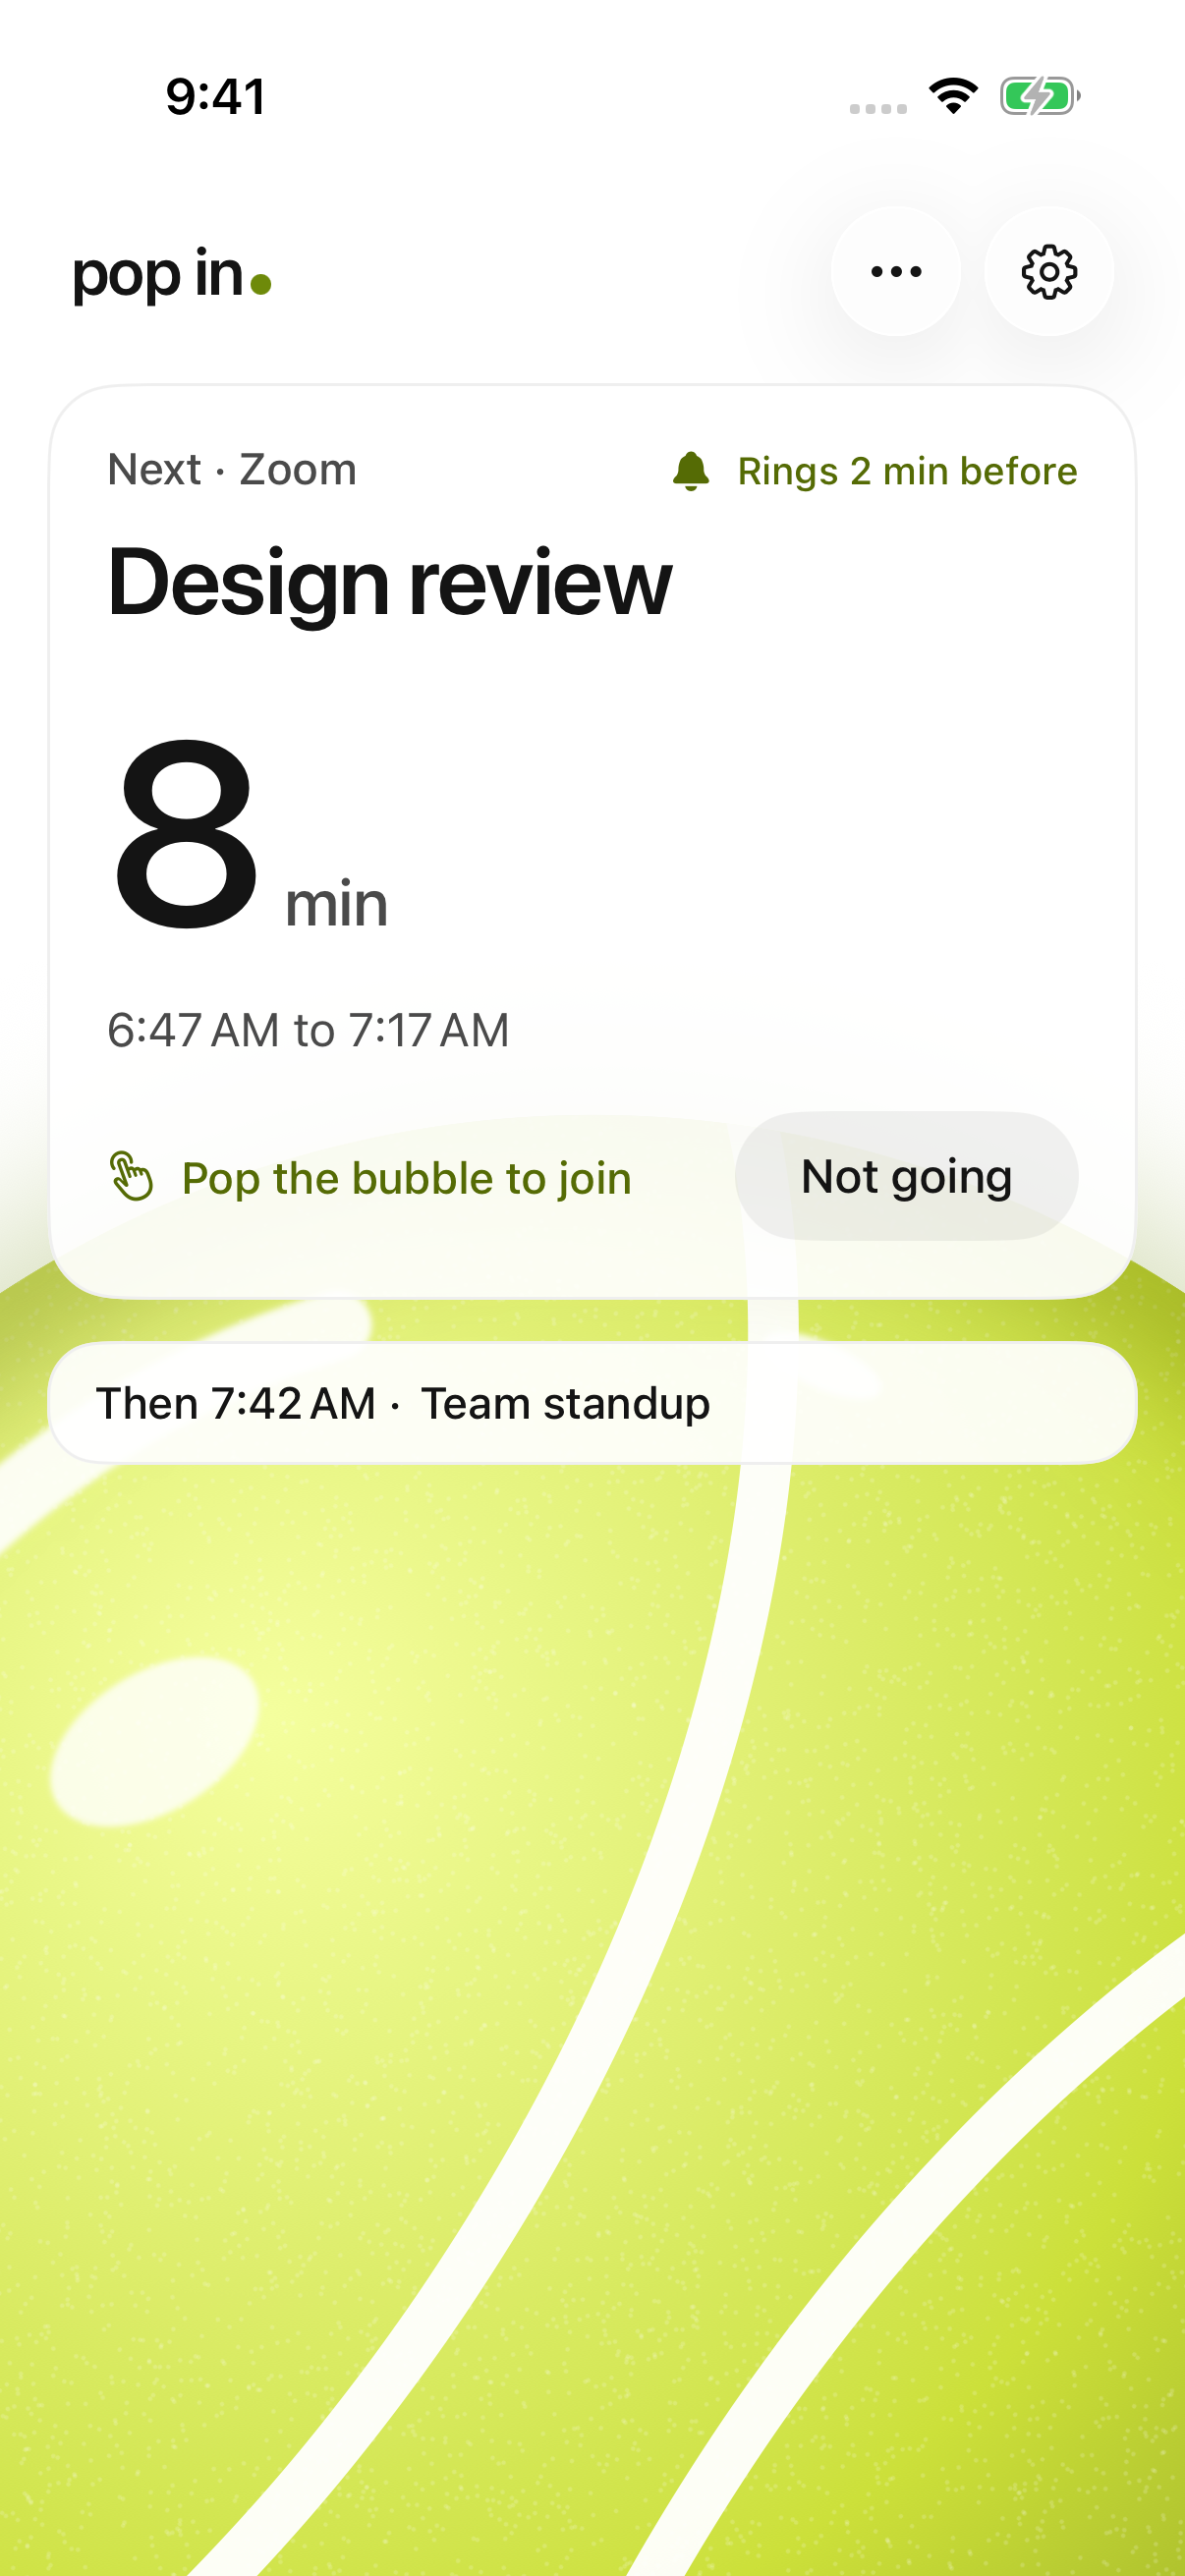 9:41
pop in
Next · Zoom
Rings 2 min before
Design review
8 min
6:47 AM to 7:17 AM
Pop the bubble to join
Not going
Then 7:42 AM · Team standup